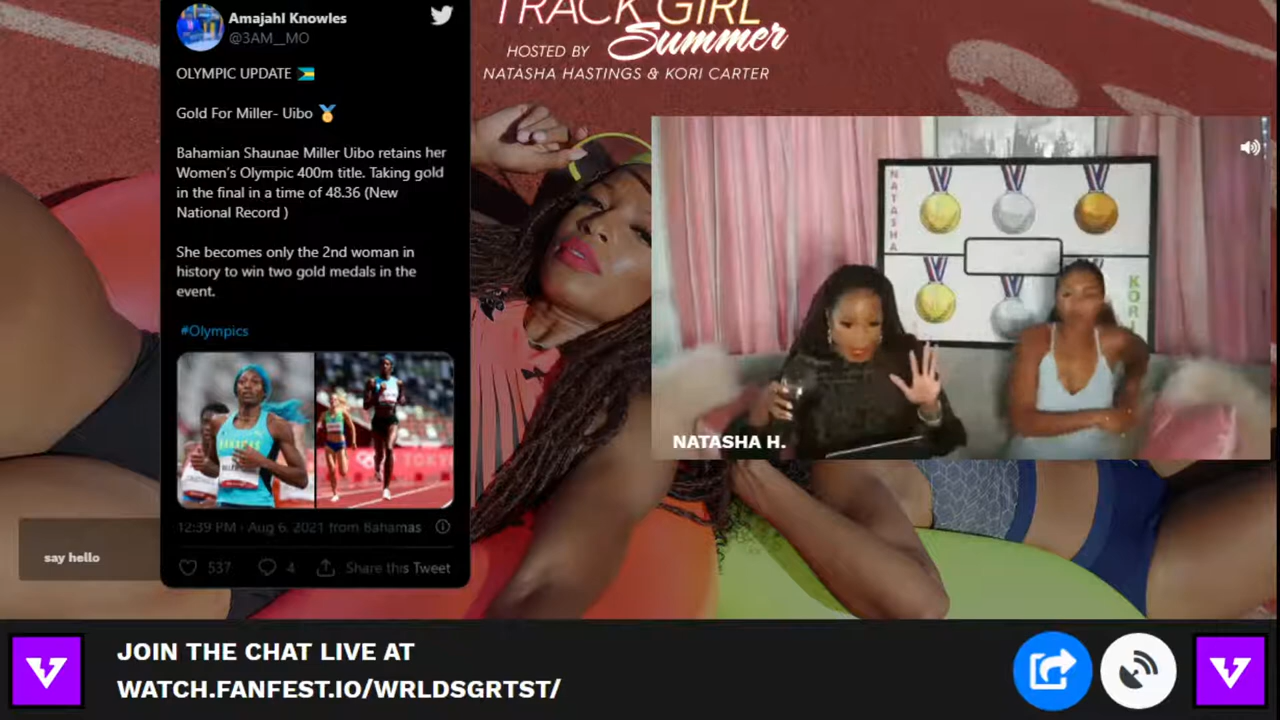 Amajahl Knowles
@3AM__MO
OLYMPIC UPDATE
Gold For Miller- Uibo
Bahamian Shaunae Miller Uibo retains her
Women's Olympic 400m title. Taking gold
in the final in a time of 48.36 (New
National Record )
She becomes only the 2nd woman in
history to win two gold medals in the
event.
#Olympics
12:39 PM · Aug 6, 2021 from Bahamas
537
4
Share this Tweet
say hello
TRACK GIRL
Summer
HOSTED BY
NATASHA HASTINGS & KORI CARTER
NATASHA
KORI
NATASHA H.
TOKYO
JOIN THE CHAT LIVE AT
WATCH.FANFEST.IO/WRLDSGRTST/